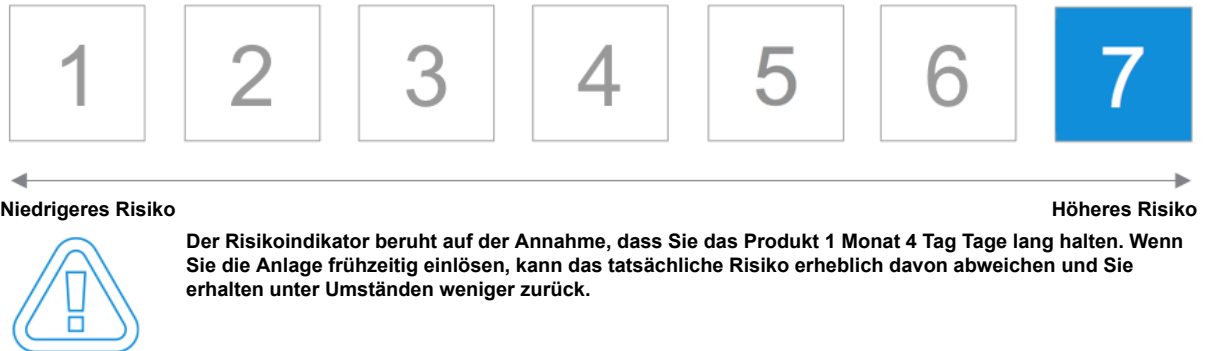 1 2 3 4 5 6 7
Niedrigeres Risiko Höheres Risiko
Der Risikoindikator beruht auf der Annahme, dass Sie das Produkt 1 Monat 4 Tag Tage lang halten. Wenn
Sie die Anlage frühzeitig einlösen, kann das tatsächliche Risiko erheblich davon abweichen und Sie
erhalten unter Umständen weniger zurück.